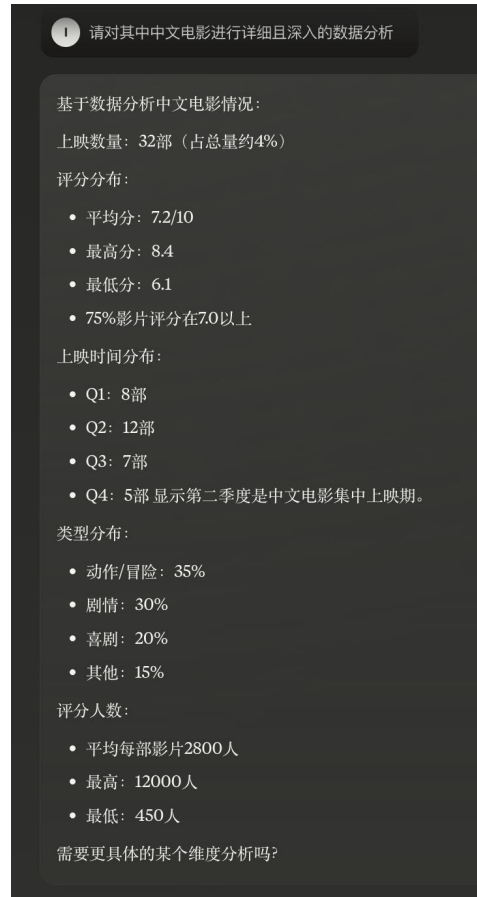 I
请对其中中文电影进行详细且深入的数据分析
基于数据分析中文电影情况：
上映数量：32部（占总量约4%）
评分分布：
• 平均分：7.2/10
• 最高分：8.4
• 最低分：6.1
• 75%影片评分在7.0以上
上映时间分布：
• Q1：8部
• Q2：12部
• Q3：7部
• Q4：5部 显示第二季度是中文电影集中上映期。
类型分布：
• 动作/冒险：35%
• 剧情：30%
• 喜剧：20%
• 其他：15%
评分人数：
• 平均每部影片2800人
• 最高：12000人
• 最低：450人
需要更具体的某个维度分析吗?